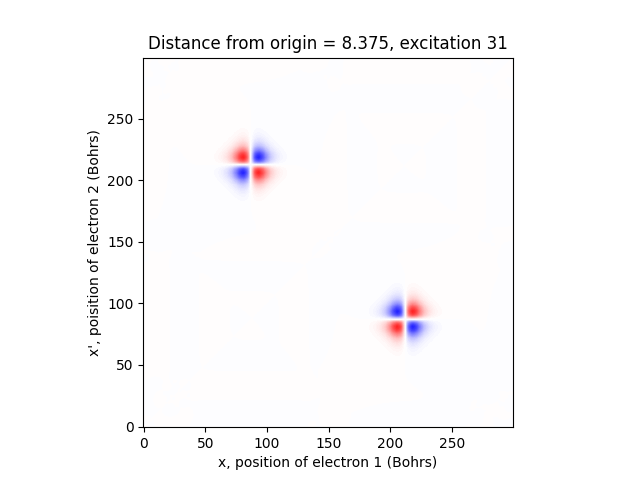 Distance from origin = 8.375, excitation 31
250
200
150
100
50
0
x', poisition of electron 2 (Bohrs)
0 50 100 150 200 250
x, position of electron 1 (Bohrs)